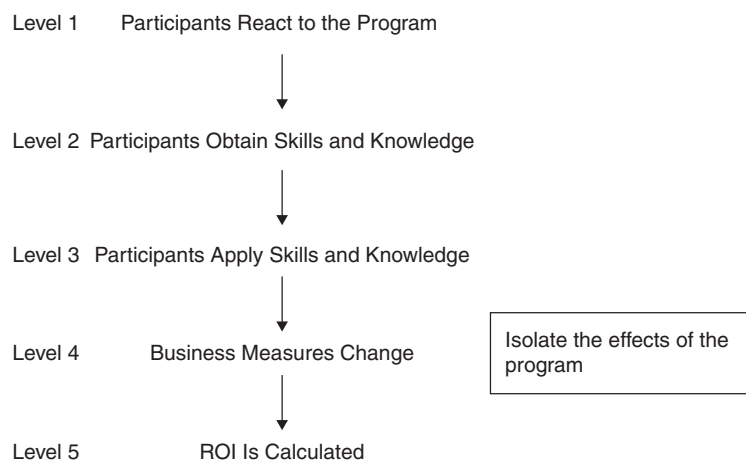 Level 1 Participants React to the Program
Level 2 Participants Obtain Skills and Knowledge
Level 3 Participants Apply Skills and Knowledge
Level 4 Business Measures Change
Isolate the effects of the
program
Level 5 ROI Is Calculated